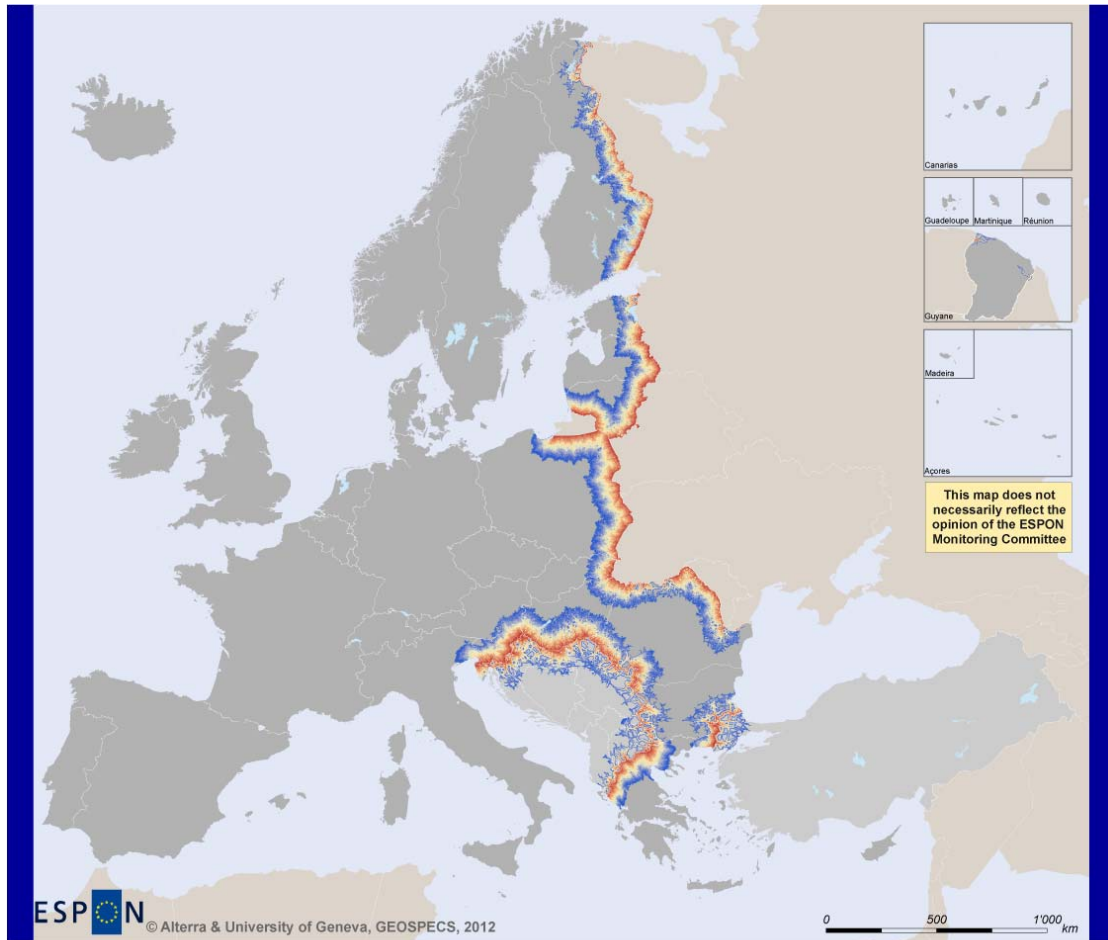 Canarias
Guadeloupe
Martinique
Réunion
Guyane
Madeira
Açores
This map does not
necessarily reflect the
opinion of the ESPON
Monitoring Committee
ESPON
© Alterra & University of Geneva, GEOSPECS, 2012
0 500 1'000
km